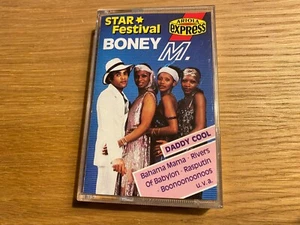 STAR★
Festival
ARIOLA
express
BONEY
M.
DADDY COOL
Bahama Mama · Rivers
Of Babylon · Rasputin
· Boonoonoonoos
u.v.a.